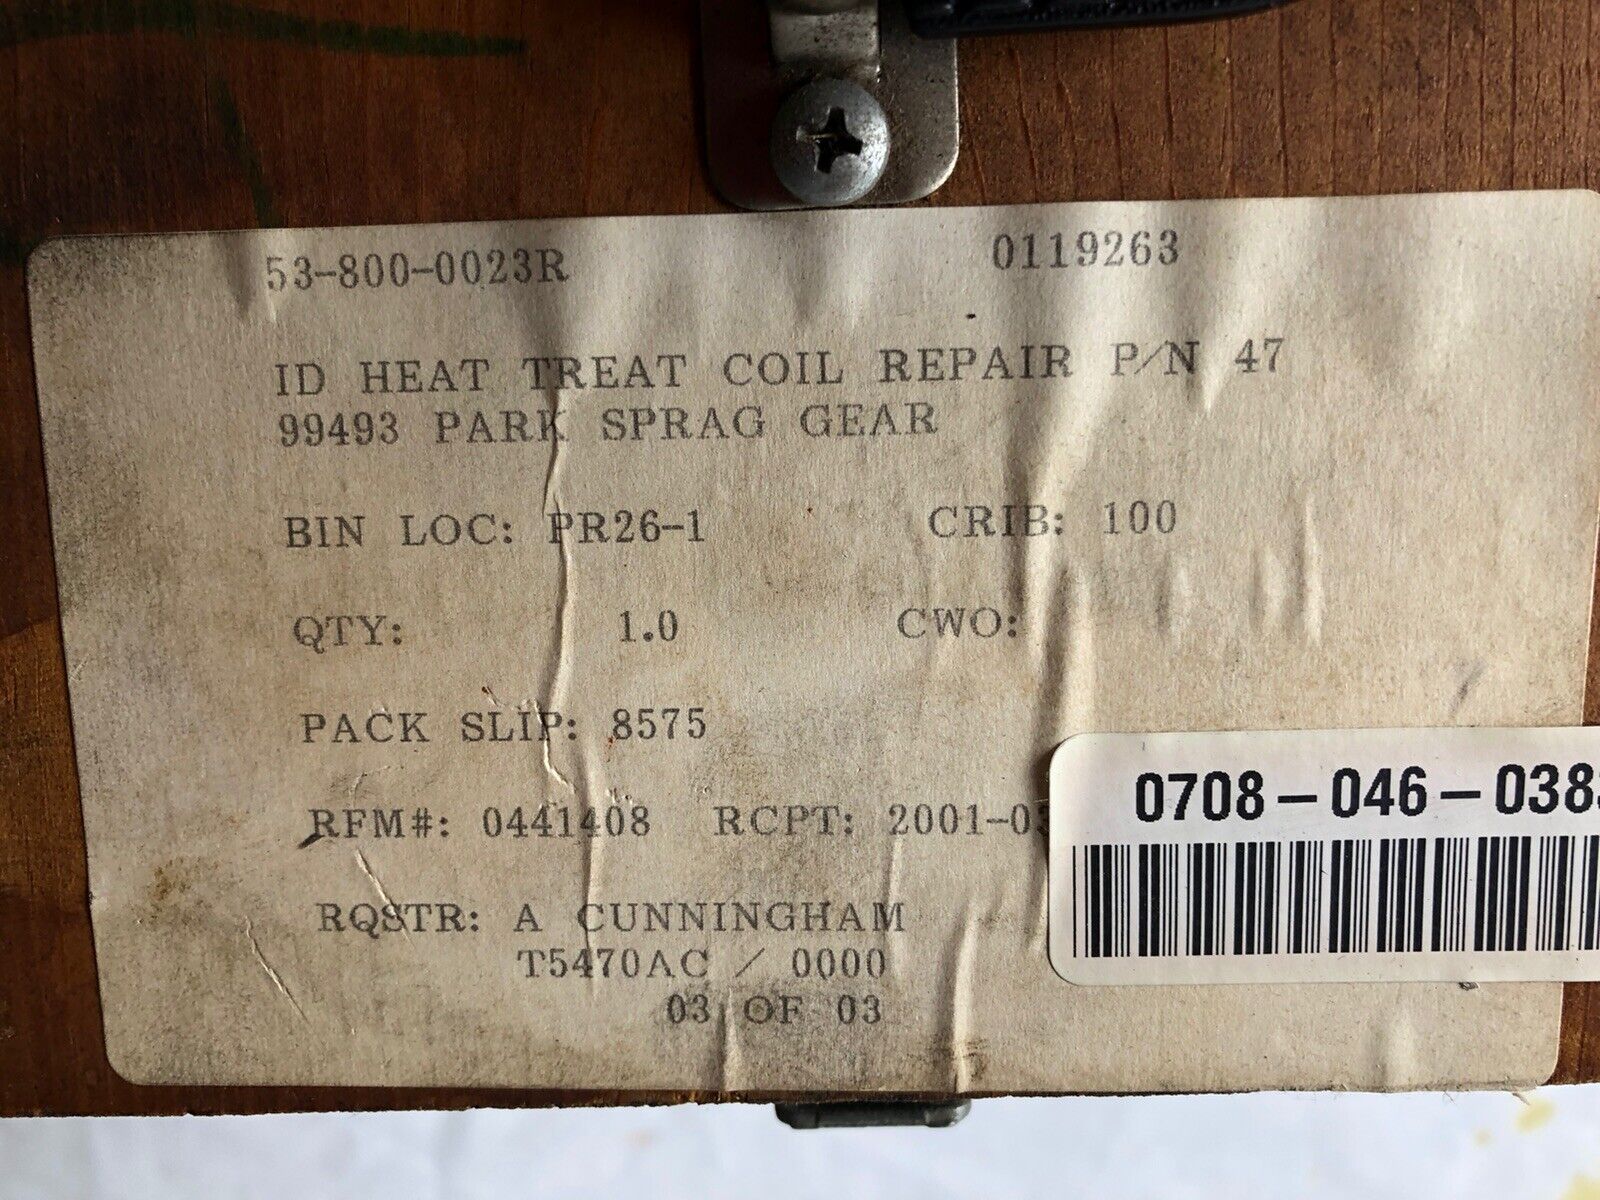 53-800-0023R 0119263
ID HEAT TREAT COIL REPAIR P/N 47
99493 PARK SPRAG GEAR
BIN LOC: PR26-1 CRIB: 100
QTY: 1.0 CWO:
PACK SLIP: 8575
RFM#: 0441408 RCPT: 2001-03
RQSTR: A CUNNINGHAM
T5470AC / 0000
03 OF 03
0708-046-0383